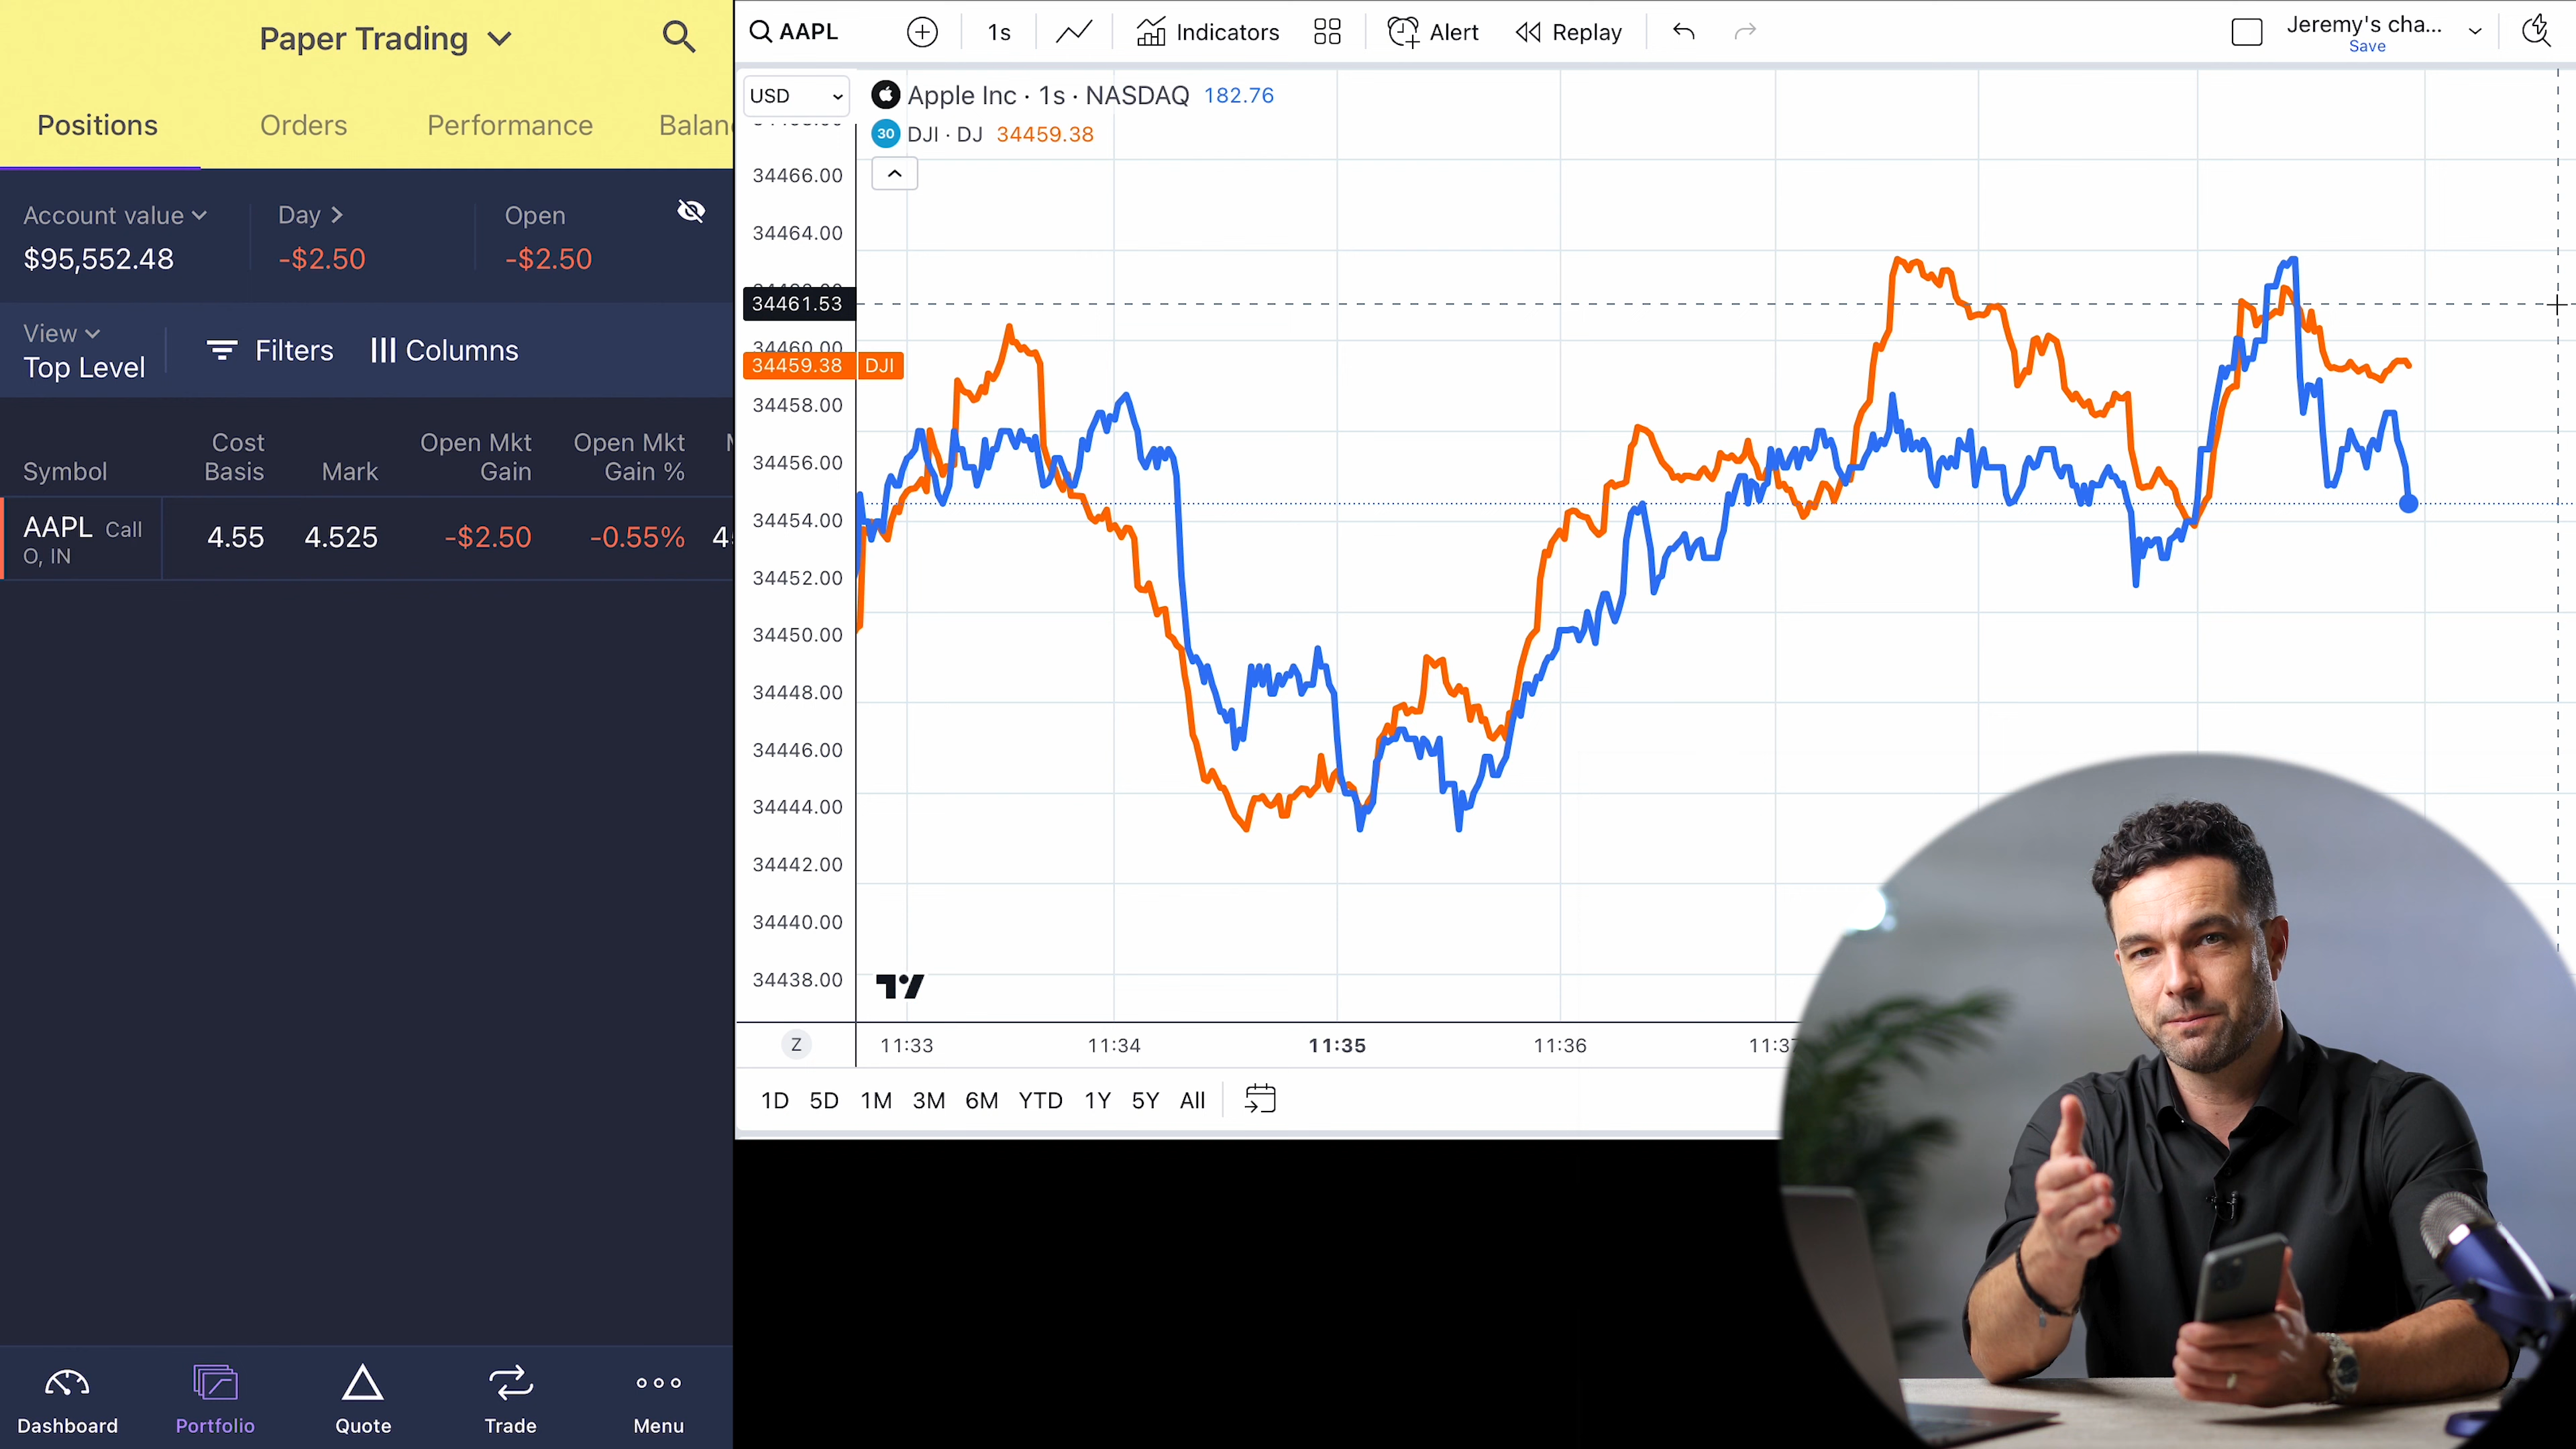 Paper Trading
Positions Orders Performance Balan
Account value Day Open
$95,552.48 -$2.50 -$2.50
View
Top Level
Filters Columns
Symbol Cost Basis Mark Open Mkt Gain Open Mkt Gain %
AAPL Call 4.55 4.525 -$2.50 -0.55%
O, IN
Dashboard Portfolio Quote Trade Menu
AAPL 1s Indicators Alert Replay Jeremy's cha...
Save
USD Apple Inc · 1s · NASDAQ 182.76
30 DJI · DJ 34459.38
34466.00
34464.00
34461.53
34460.00
34459.38 DJI
34458.00
34456.00
34454.00
34452.00
34450.00
34448.00
34446.00
34444.00
34442.00
34440.00
34438.00
Z 11:33 11:34 11:35 11:36
1D 5D 1M 3M 6M YTD 1Y 5Y All